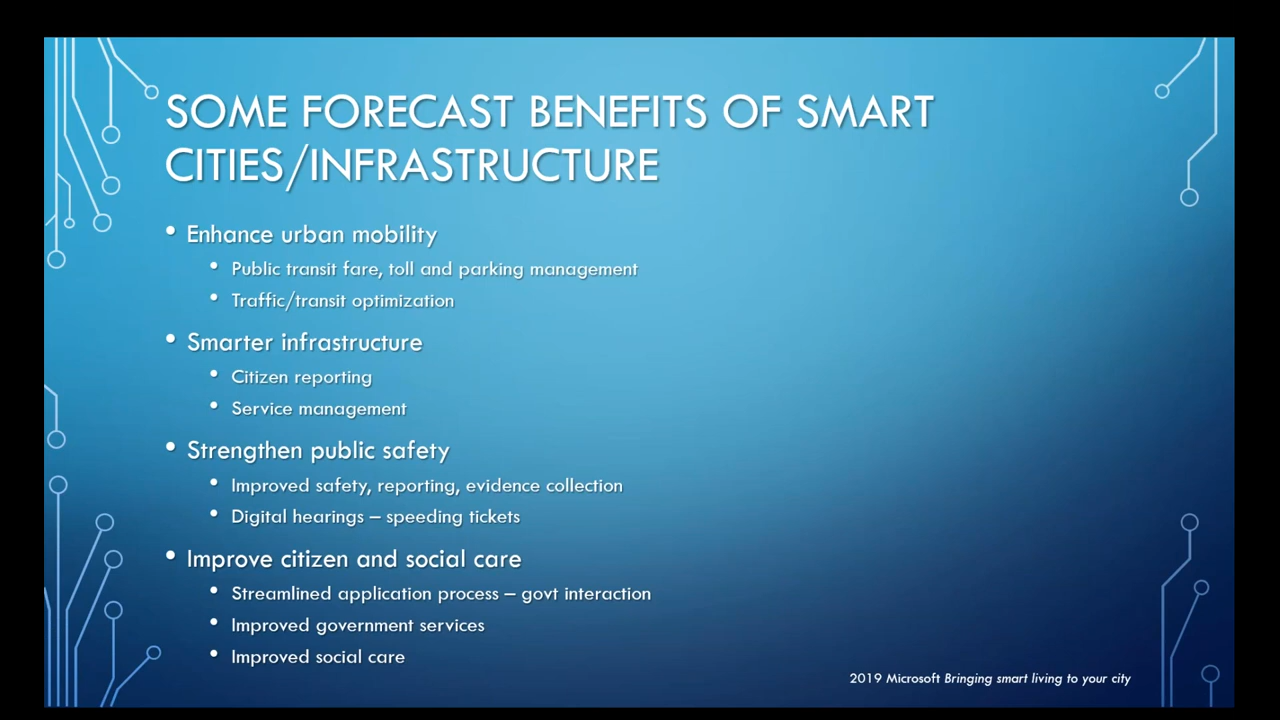 SOME FORECAST BENEFITS OF SMART
CITIES/INFRASTRUCTURE
• Enhance urban mobility
• Public transit fare, toll and parking management
• Traffic/transit optimization
• Smarter infrastructure
• Citizen reporting
• Service management
• Strengthen public safety
• Improved safety, reporting, evidence collection
• Digital hearings – speeding tickets
• Improve citizen and social care
• Streamlined application process – govt interaction
• Improved government services
• Improved social care
2019 Microsoft Bringing smart living to your city